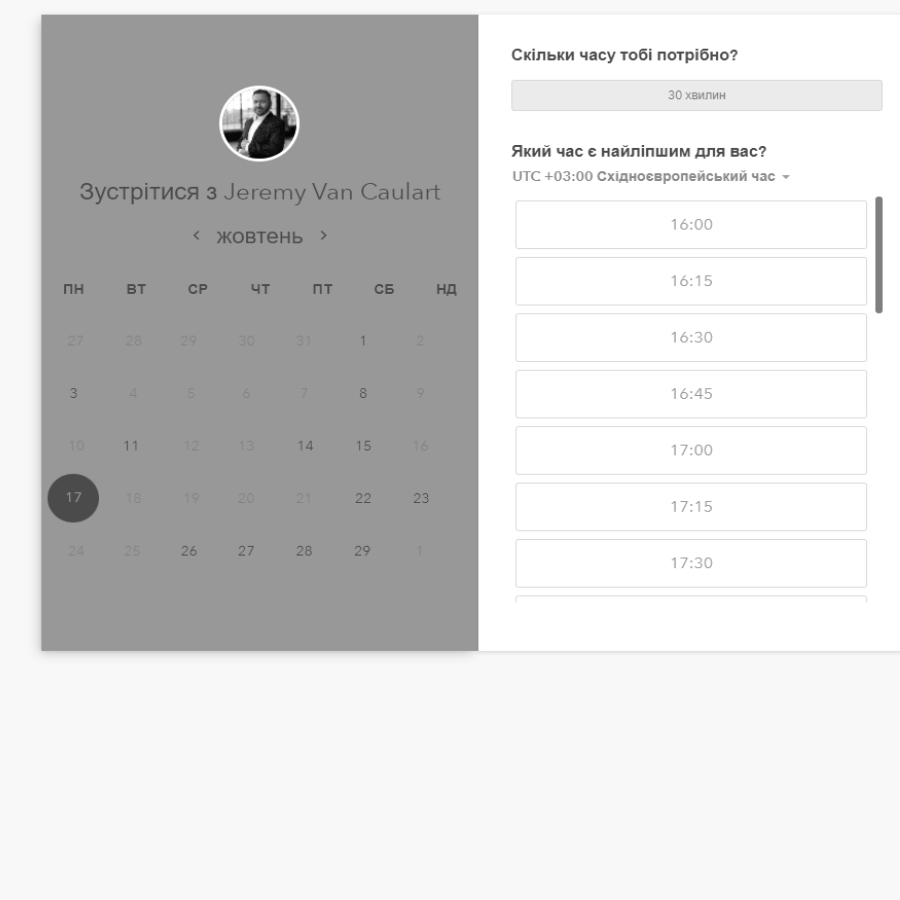 Зустрітися з Jeremy Van Caulart
жовтень
ПН ВТ СР ЧТ ПТ СБ НД
27 28 29 30 31 1 2
3 4 5 6 7 8 9
10 11 12 13 14 15 16
17 18 19 20 21 22 23
24 25 26 27 28 29 1
Скільки часу тобі потрібно?
30 хвилин
Який час є найліпшим для вас?
UTC +03:00 Східноєвропейський час
16:00
16:15
16:30
16:45
17:00
17:15
17:30